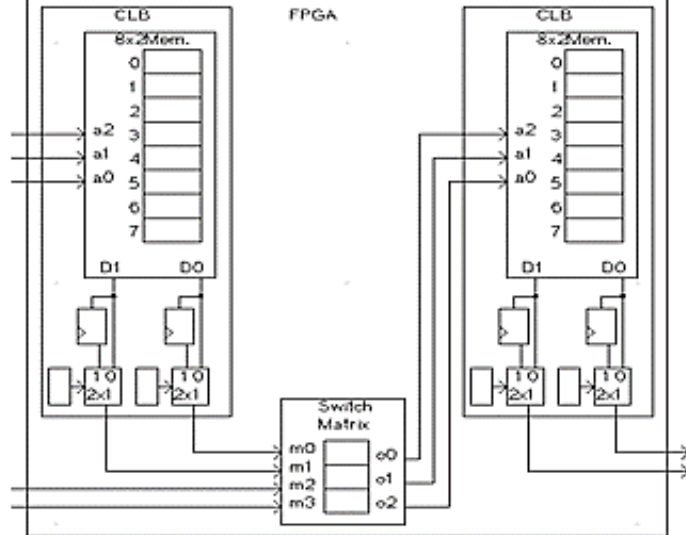 CLB
FPGA
CLB
8x2Mem.
8x2Mem.
0
1
2
3
4
5
6
7
a2
a1
a0
D1 D0
1 0
2x1
1 0
2x1
0
1
2
3
4
5
6
7
a2
a1
a0
D1 D0
1 0
2x1
1 0
2x1
Switch
Matrix
m0
m1
m2
m3
o0
o1
o2